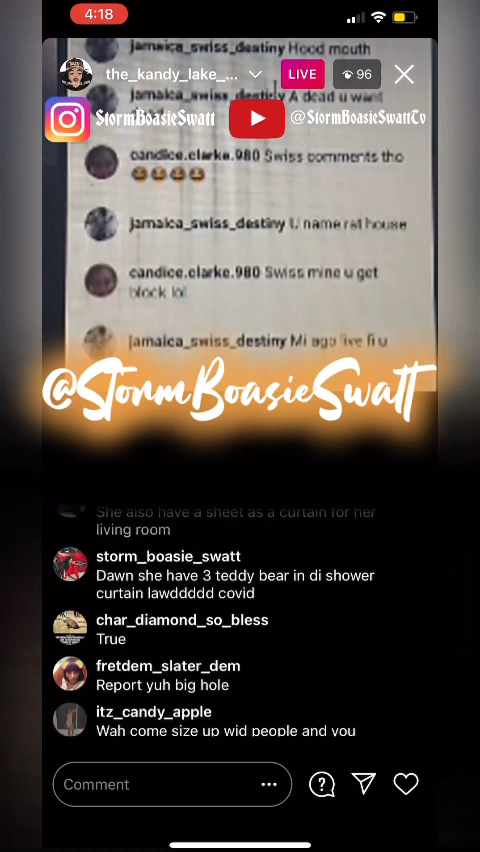 4:18
jamaica_swiss_destiny Hood mouth
the_kandy_lake_...
LIVE
96
jamaica_swiss_destiny A dead u want
StormBoasieSwatt
@StormBoasieSwattTv
candice.clarke.980 Swiss comments tho
😂😂😂😂
jamaica_swiss_destiny U name rat house
candice.clarke.980 Swiss mine u get
block lol
jamaica_swiss_destiny Mi ago live fi u
@StormBoasieSwatt
She also have a sheet as a curtain for her
living room
storm_boasie_swatt
Dawn she have 3 teddy bear in di shower
curtain lawddddd covid
char_diamond_so_bless
True
fretdem_slater_dem
Report yuh big hole
itz_candy_apple
Wah come size up wid people and you
Comment